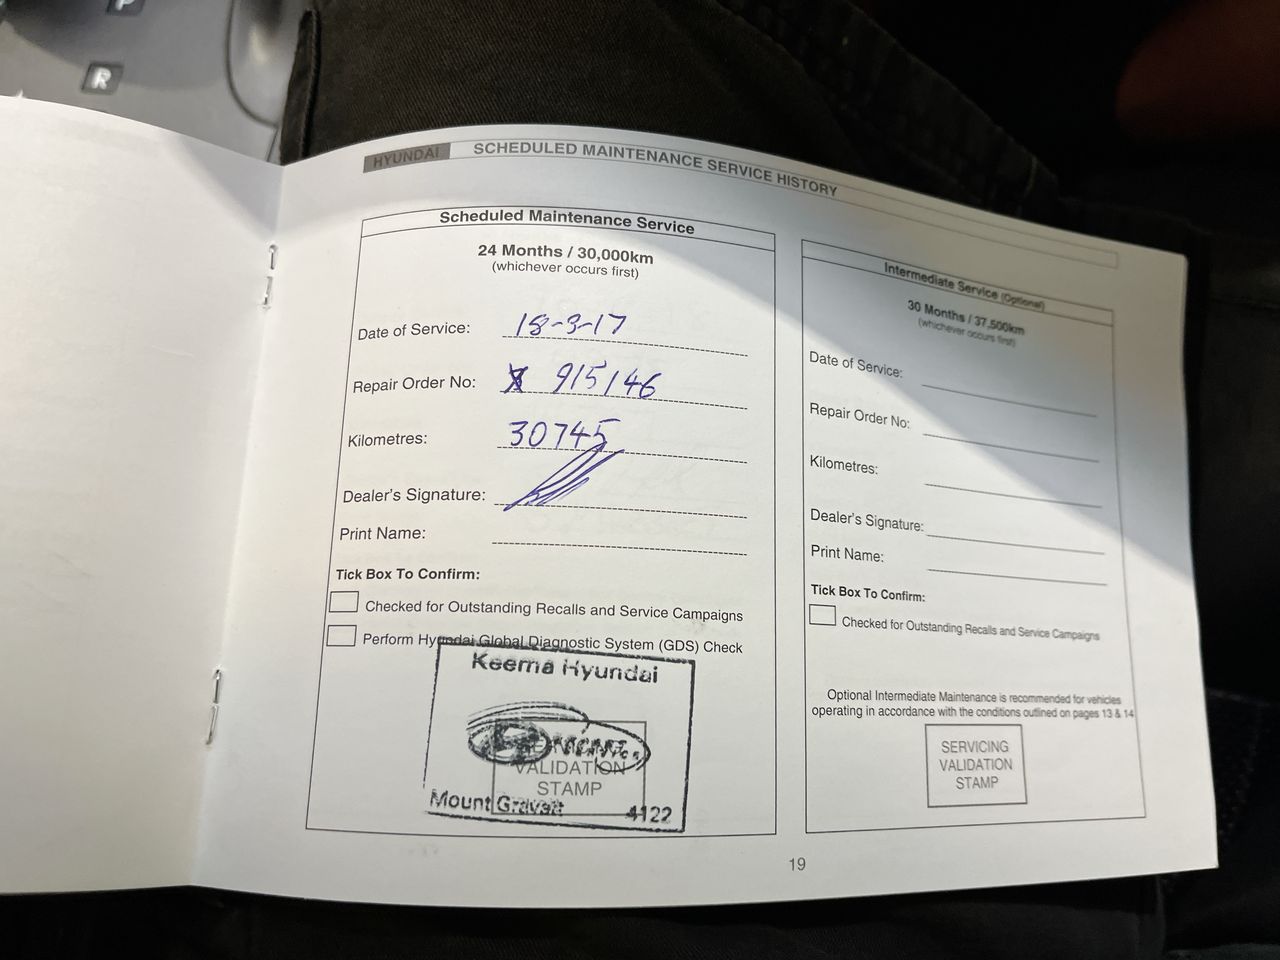 P
R
HYUNDAI SCHEDULED MAINTENANCE SERVICE HISTORY
Scheduled Maintenance Service
24 Months / 30,000km
(whichever occurs first)
Date of Service: 18-3-17
Repair Order No: 915146
Kilometres: 30745
Dealer's Signature:
Print Name:
Tick Box To Confirm:
Checked for Outstanding Recalls and Service Campaigns
Perform Hyundai Global Diagnostic System (GDS) Check
Keema Hyundai
VALIDATION
STAMP
Mount Gravatt 4122
Intermediate Service (Optional)
30 Months / 37,500km
(whichever occurs first)
Date of Service:
Repair Order No:
Kilometres:
Dealer's Signature:
Print Name:
Tick Box To Confirm:
Checked for Outstanding Recalls and Service Campaigns
Optional Intermediate Maintenance is recommended for vehicles
operating in accordance with the conditions outlined on pages 13 & 14
SERVICING
VALIDATION
STAMP
19